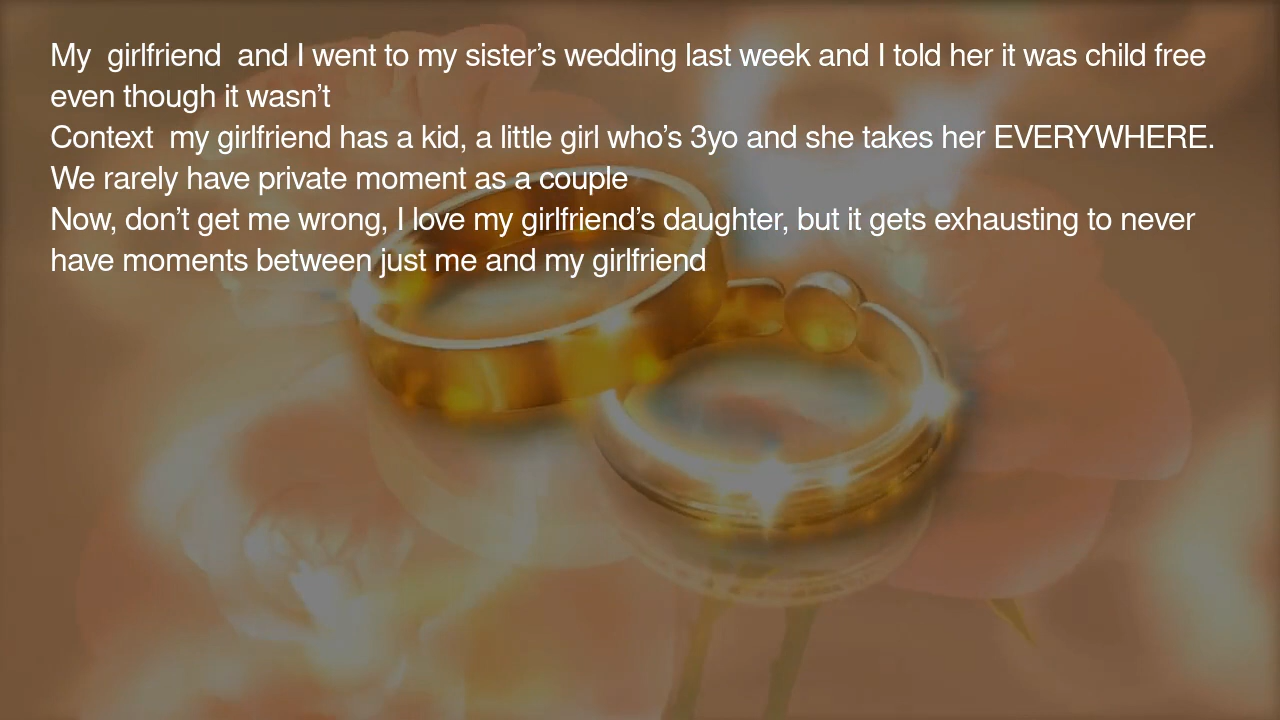 My  girlfriend  and I went to my sister’s wedding last week and I told her it was child free
even though it wasn’t
Context  my girlfriend has a kid, a little girl who’s 3yo and she takes her EVERYWHERE.
We rarely have private moment as a couple
Now, don’t get me wrong, I love my girlfriend’s daughter, but it gets exhausting to never
have moments between just me and my girlfriend